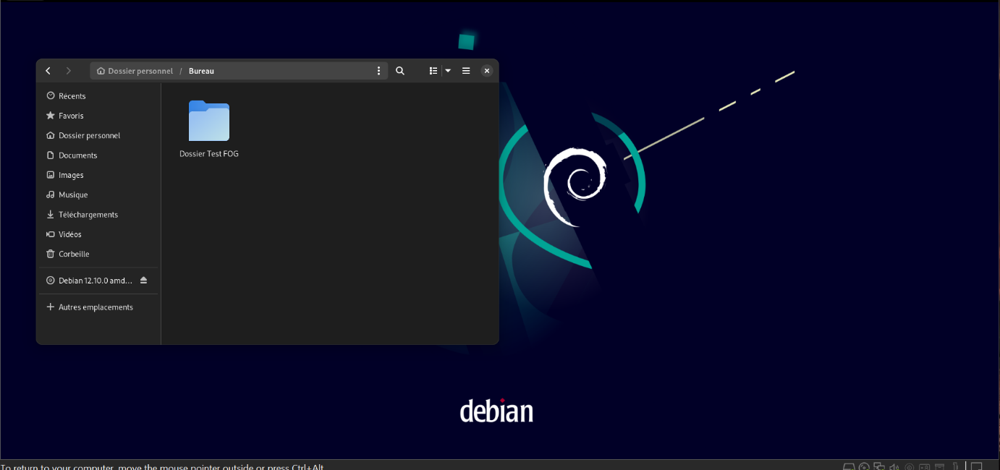 Dossier personnel / Bureau
Récents
Favoris
Dossier personnel
Documents
Images
Musique
Téléchargements
Vidéos
Corbeille
Debian 12.10.0 amd...
Autres emplacements
Dossier Test FOG
debian
To return to your computer, move the mouse pointer outside or press Ctrl+Alt.